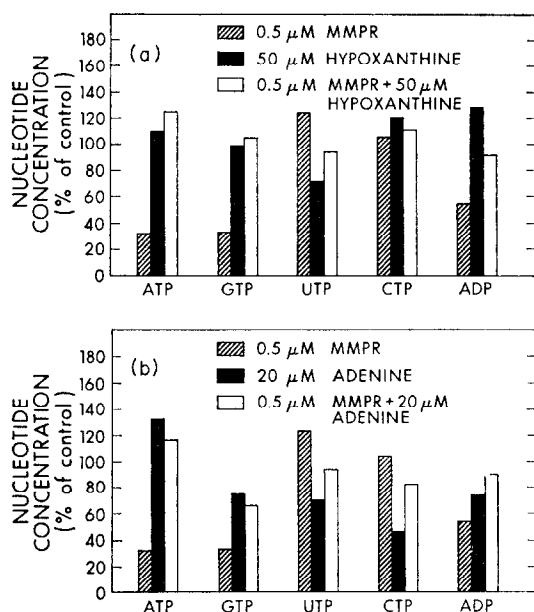 (a)
0.5 μM MMPR
50 μM HYPOXANTHINE
0.5 μM MMPR + 50 μM
HYPOXANTHINE
NUCLEOTIDE
CONCENTRATION
(% of control)
180
160
140
120
100
80
60
40
20
0
ATP GTP UTP CTP ADP
(b)
0.5 μM MMPR
20 μM ADENINE
0.5 μM MMPR + 20 μM
ADENINE
NUCLEOTIDE
CONCENTRATION
(% of control)
180
160
140
120
100
80
60
40
20
0
ATP GTP UTP CTP ADP